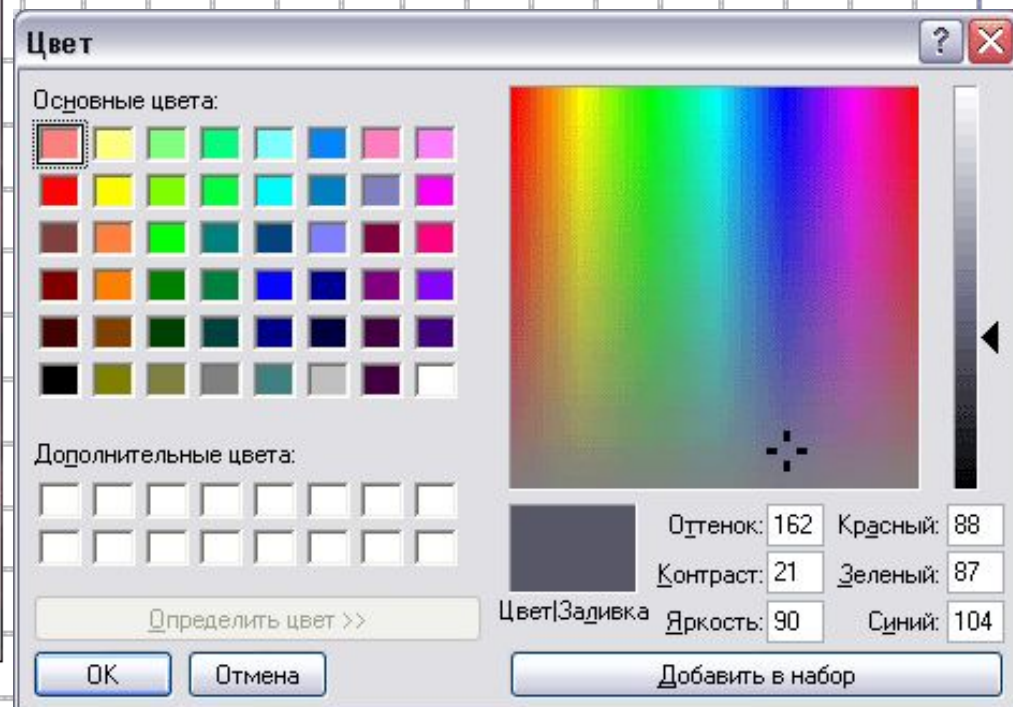 Цвет
Основные цвета:
Дополнительные цвета:
Определить цвет >>
OK Отмена
Цвет|Заливка
Оттенок: 162 Красный: 88
Контраст: 21 Зеленый: 87
Яркость: 90 Синий: 104
Добавить в набор